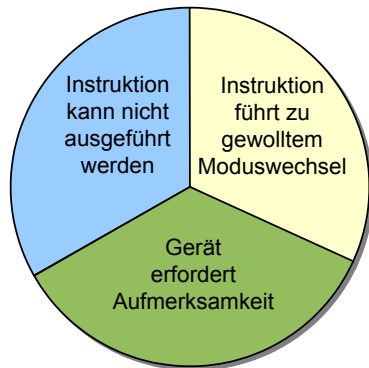 Instruktion
kann nicht
ausgeführt
werden
Instruktion
führt zu
gewolltem
Moduswechsel
Gerät
erfordert
Aufmerksamkeit